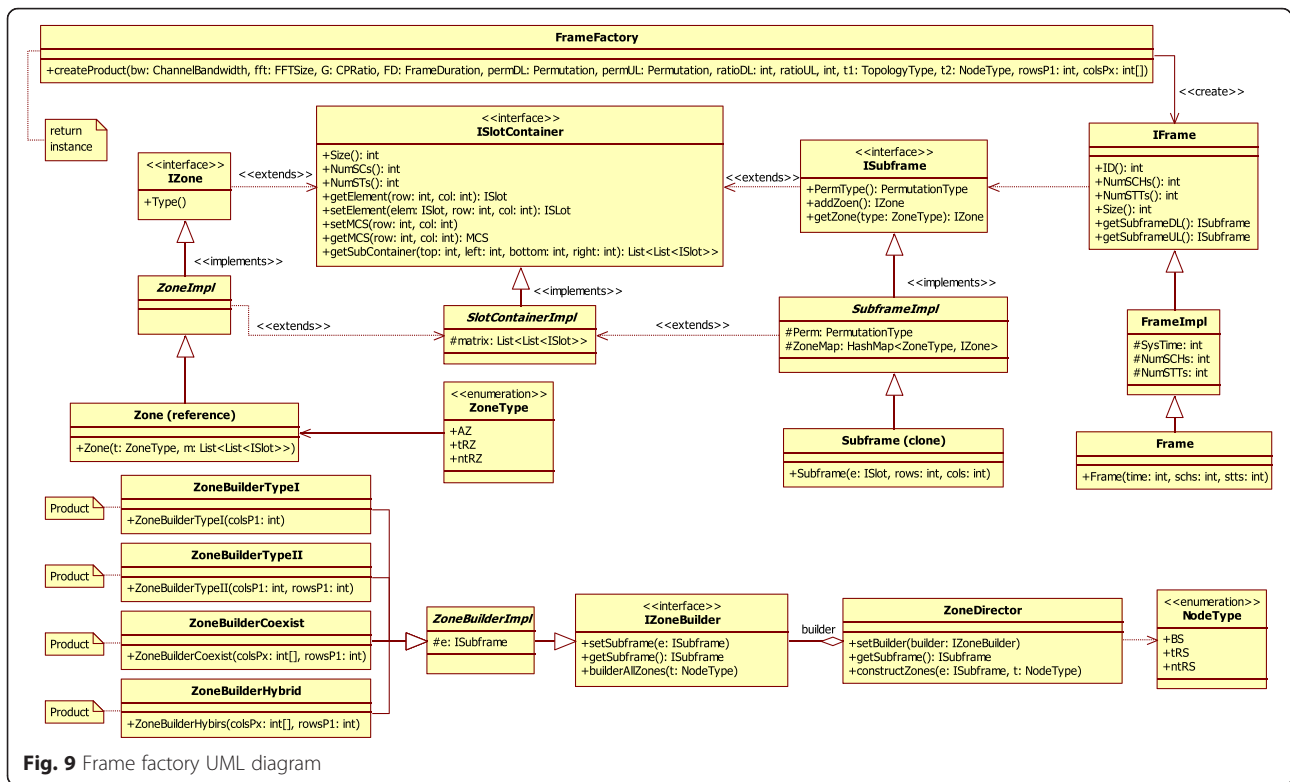 FrameFactory
+createProduct(bw: ChannelBandwidth, fft: FFTSize, G: CPRatio, FD: FrameDuration, permDL: Permutation, permUL: Permutation, ratioDL: int, ratioUL, int, t1: TopologyType, t2: NodeType, rowsP1: int, colsPx: int[])
<<create>>
return
instance
<<interface>>
IZone
+Type()
<<extends>>
<<interface>>
ISlotContainer
+Size(): int
+NumSCs(): int
+NumSTs(): int
+getElement(row: int, col: int): ISlot
+setElement(elem: ISlot, row: int, col: int): ISLot
+setMCS(row: int, col: int)
+getMCS(row: int, col: int): MCS
+getSubContainer(top: int, left: int, bottom: int, right: int): List<List<ISlot>>
<<extends>>
<<interface>>
ISubframe
+PermType(): PermutationType
+addZoen(): IZone
+getZone(type: ZoneType): IZone
IFrame
+ID(): int
+NumSCHs(): int
+NumSTTs(): int
+Size(): int
+getSubframeDL(): ISubframe
+getSubframeUL(): ISubframe
<<implements>>
<<implements>>
<<implements>>
ZoneImpl
<<extends>>
SlotContainerImpl
#matrix: List<List<ISlot>>
<<extends>>
SubframeImpl
#Perm: PermutationType
#ZoneMap: HashMap<ZoneType, IZone>
FrameImpl
#SysTime: int
#NumSCHs: int
#NumSTTs: int
Zone (reference)
+Zone(t: ZoneType, m: List<List<ISlot>>)
<<enumeration>>
ZoneType
+AZ
+tRZ
+ntRZ
Subframe (clone)
+Subframe(e: ISlot, rows: int, cols: int)
Frame
+Frame(time: int, schs: int, stts: int)
Product
ZoneBuilderTypeI
+ZoneBuilderTypeI(colsP1: int)
Product
ZoneBuilderTypeII
+ZoneBuilderTypeII(colsP1: int, rowsP1: int)
Product
ZoneBuilderCoexist
+ZoneBuilderCoexist(colsPx: int[], rowsP1: int)
Product
ZoneBuilderHybrid
+ZoneBuilderHybirs(colsPx: int[], rowsP1: int)
ZoneBuilderImpl
#e: ISubframe
<<interface>>
IZoneBuilder
+setSubframe(e: ISubframe)
+getSubframe(): ISubframe
+builderAllZones(t: NodeType)
builder
ZoneDirector
+setBuilder(builder: IZoneBuilder)
+getSubframe(): ISubframe
+constructZones(e: ISubframe, t: NodeType)
<<enumeration>>
NodeType
+BS
+tRS
+ntRS
Fig. 9 Frame factory UML diagram